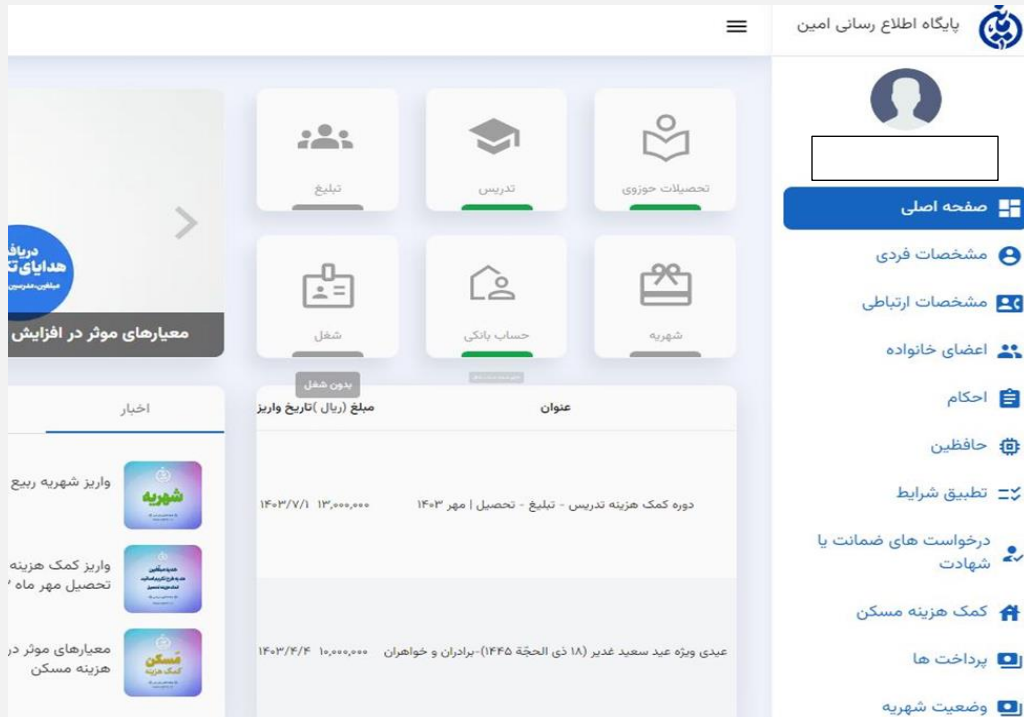 پایگاه اطلاع رسانی امین
صفحه اصلی
مشخصات فردی
مشخصات ارتباطی
اعضای خانواده
احکام
حافظین
تطبیق شرایط
درخواست های ضمانت یا
شهادت
کمک هزینه مسکن
پرداخت ها
وضعیت شهریه
تحصیلات حوزوی
تدریس
تبلیغ
شهریه
حساب بانکی
شغل
بدون شغل
عنوان
مبلغ (ریال )
تاریخ واریز
دوره کمک هزینه تدریس - تبلیغ - تحصیل | مهر ۱۴۰۳
۱۳,۰۰۰,۰۰۰
۱۴۰۳/۷/۱
عیدی ویژه عید سعید غدیر (۱۸ ذی الحجّة ۱۴۴۵)-برادران و خواهران
۱۰,۰۰۰,۰۰۰
۱۴۰۳/۴/۴
هدایای
معیارهای موثر در افزایش
اخبار
شهریه
واریز شهریه ربیع
واریز کمک هزینه
تحصیل مهر ماه
مسکن
کمک هزینه
معیارهای موثر در
هزینه مسکن